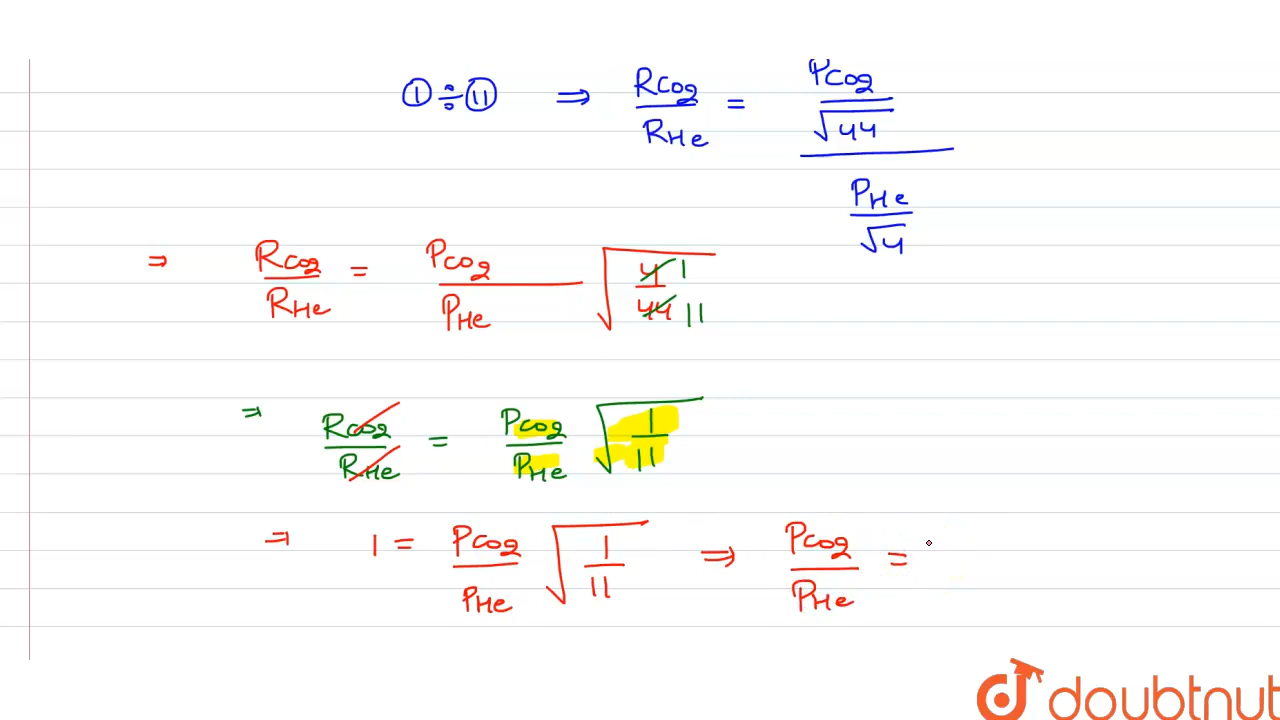 ① ÷ ⑪ ⇒ Rco2/RHe = (Pco2/√44)/(PHe/√4)
⇒ Rco2/RHe = Pco2/PHe √(4/44) 1 11
⇒ Rco2/RHe = Pco2/PHe √(1/11)
⇒ 1 = Pco2/PHe √(1/11) ⇒ Pco2/PHe =
doubtnut